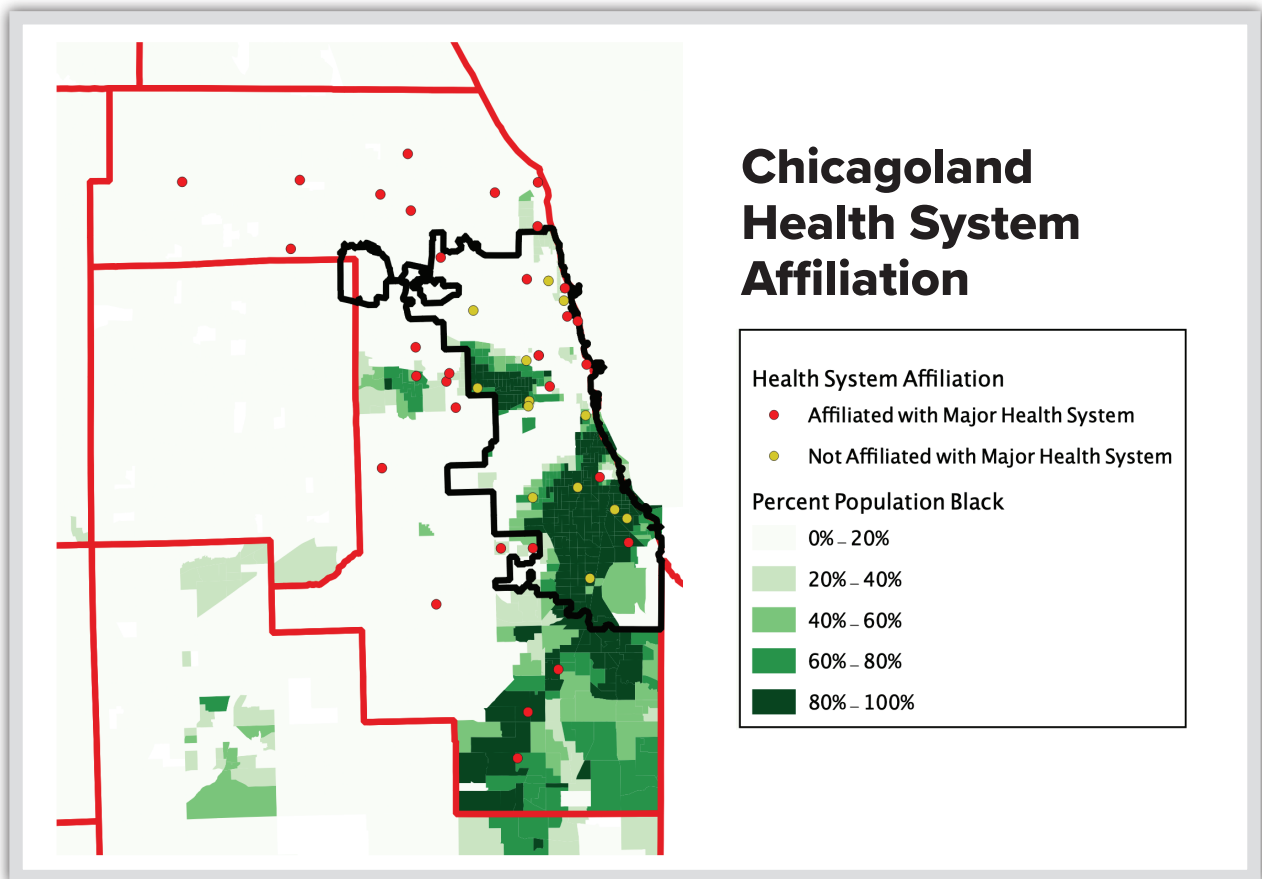 Chicagoland
Health System
Affiliation
Health System Affiliation
Affiliated with Major Health System
Not Affiliated with Major Health System
Percent Population Black
0% – 20%
20% – 40%
40% – 60%
60% – 80%
80% – 100%